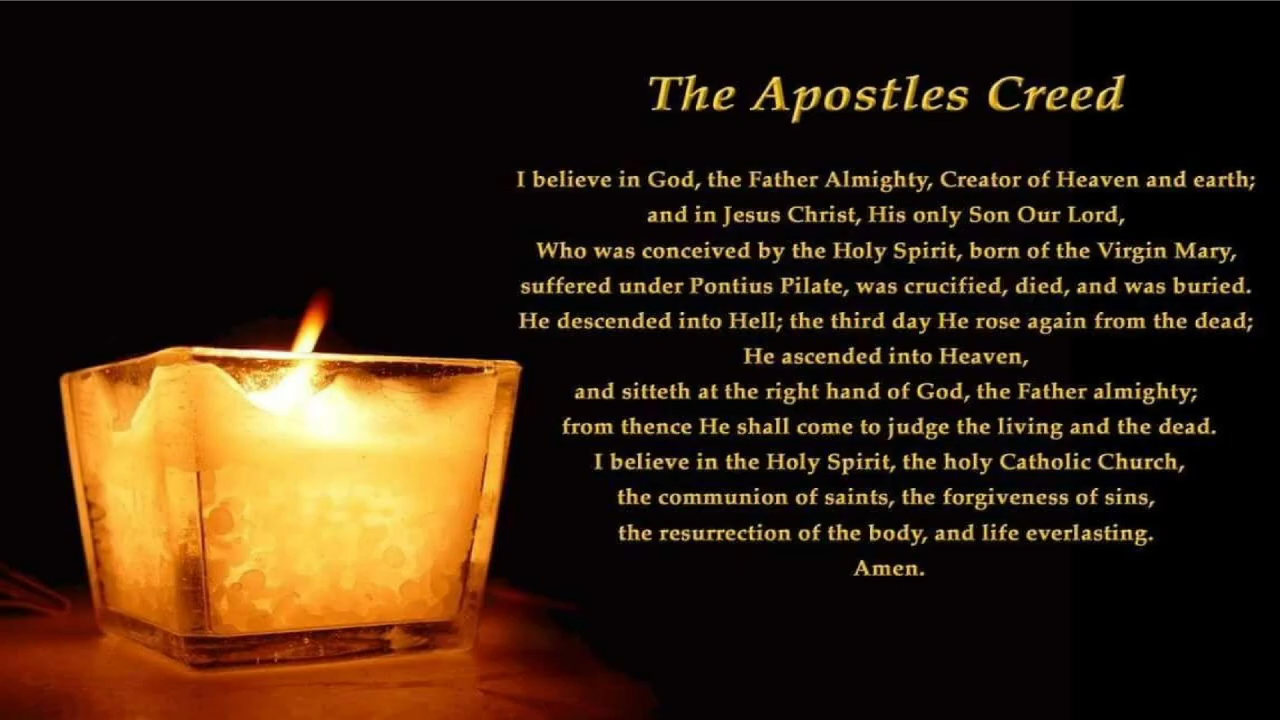 The Apostles Creed
I believe in God, the Father Almighty, Creator of Heaven and earth;
and in Jesus Christ, His only Son Our Lord,
Who was conceived by the Holy Spirit, born of the Virgin Mary,
suffered under Pontius Pilate, was crucified, died, and was buried.
He descended into Hell; the third day He rose again from the dead;
He ascended into Heaven,
and sitteth at the right hand of God, the Father almighty;
from thence He shall come to judge the living and the dead.
I believe in the Holy Spirit, the holy Catholic Church,
the communion of saints, the forgiveness of sins,
the resurrection of the body, and life everlasting.
Amen.